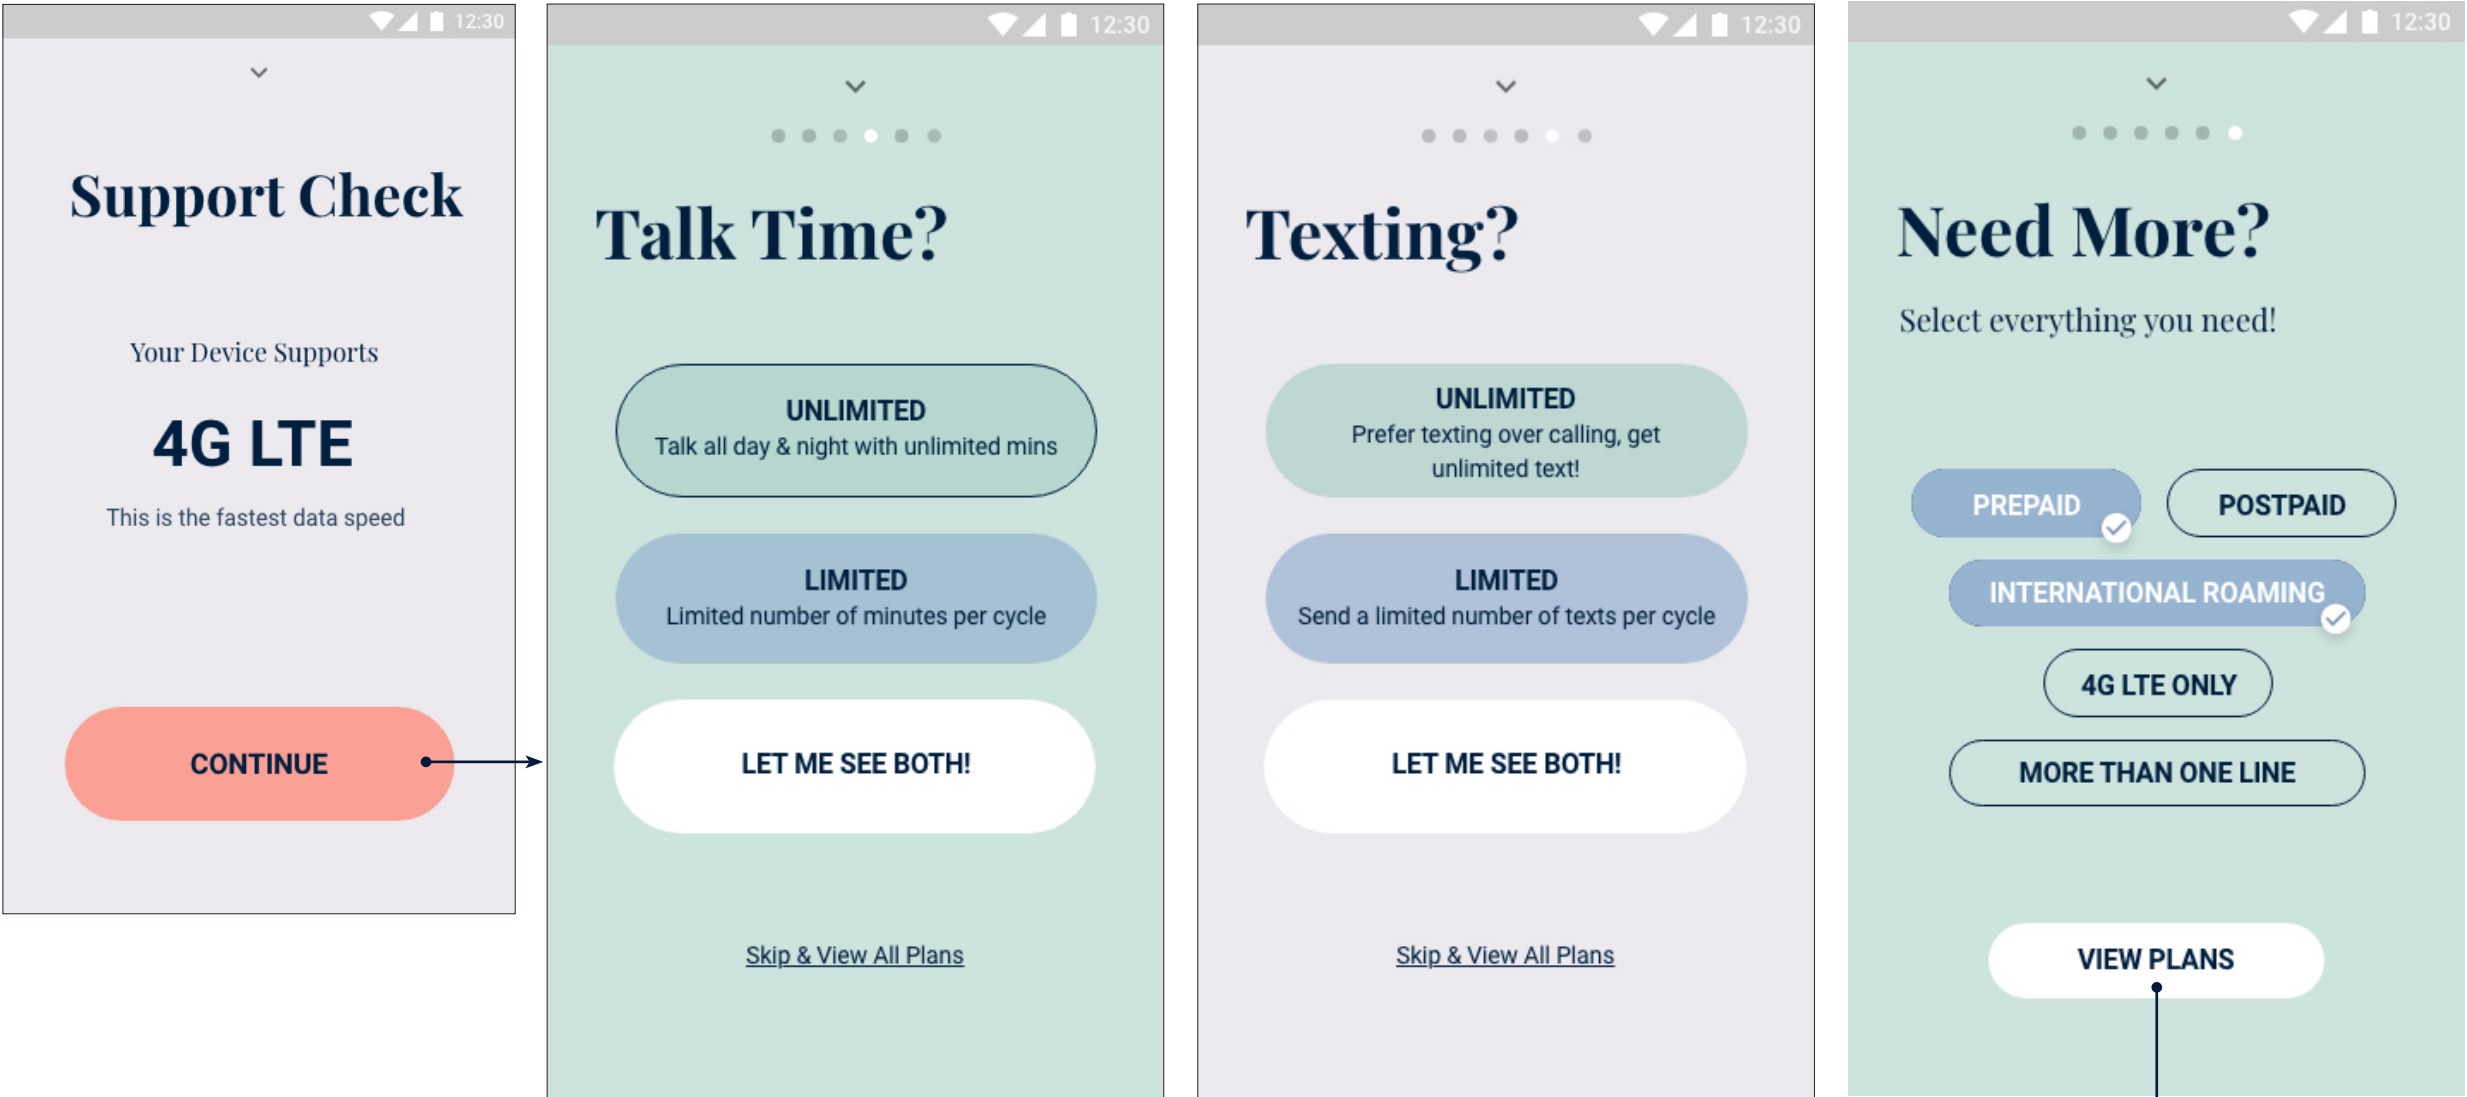 12:30
Support Check
Your Device Supports
4G LTE
This is the fastest data speed
CONTINUE
12:30
Talk Time?
UNLIMITED
Talk all day & night with unlimited mins
LIMITED
Limited number of minutes per cycle
LET ME SEE BOTH!
Skip & View All Plans
12:30
Texting?
UNLIMITED
Prefer texting over calling, get
unlimited text!
LIMITED
Send a limited number of texts per cycle
LET ME SEE BOTH!
Skip & View All Plans
12:30
Need More?
Select everything you need!
PREPAID
POSTPAID
INTERNATIONAL ROAMING
4G LTE ONLY
MORE THAN ONE LINE
VIEW PLANS